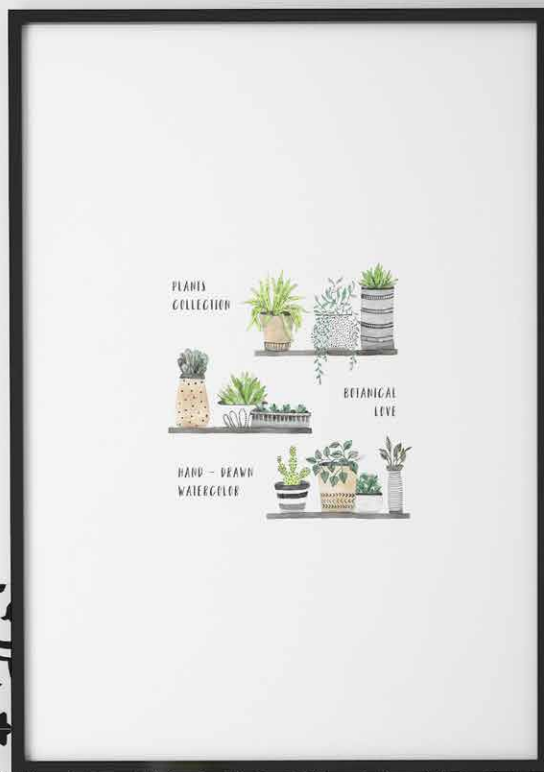 PLANTS
COLLECTION
BOTANICAL
LOVE
HAND - DRAWN
WATERCOLOR